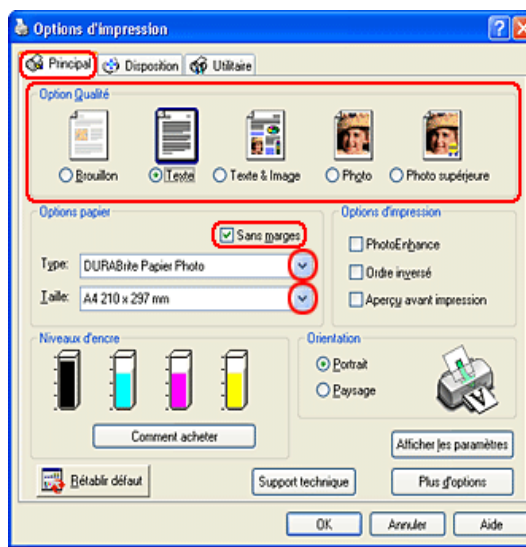 Options d'impression
Principal Disposition Utilitaire
Option Qualité
Brouillon Texte Texte & Image Photo Photo supérieure
Options papier
Sans marges
Type: DURABrite Papier Photo
Taille: A4 210 x 297 mm
Options d'impression
PhotoEnhance
Ordre inversé
Aperçu avant impression
Niveaux d'encre
Comment acheter
Orientation
Portrait
Paysage
A
Afficher les paramètres
Rétablir défaut Support technique Plus d'options
OK Annuler Aide